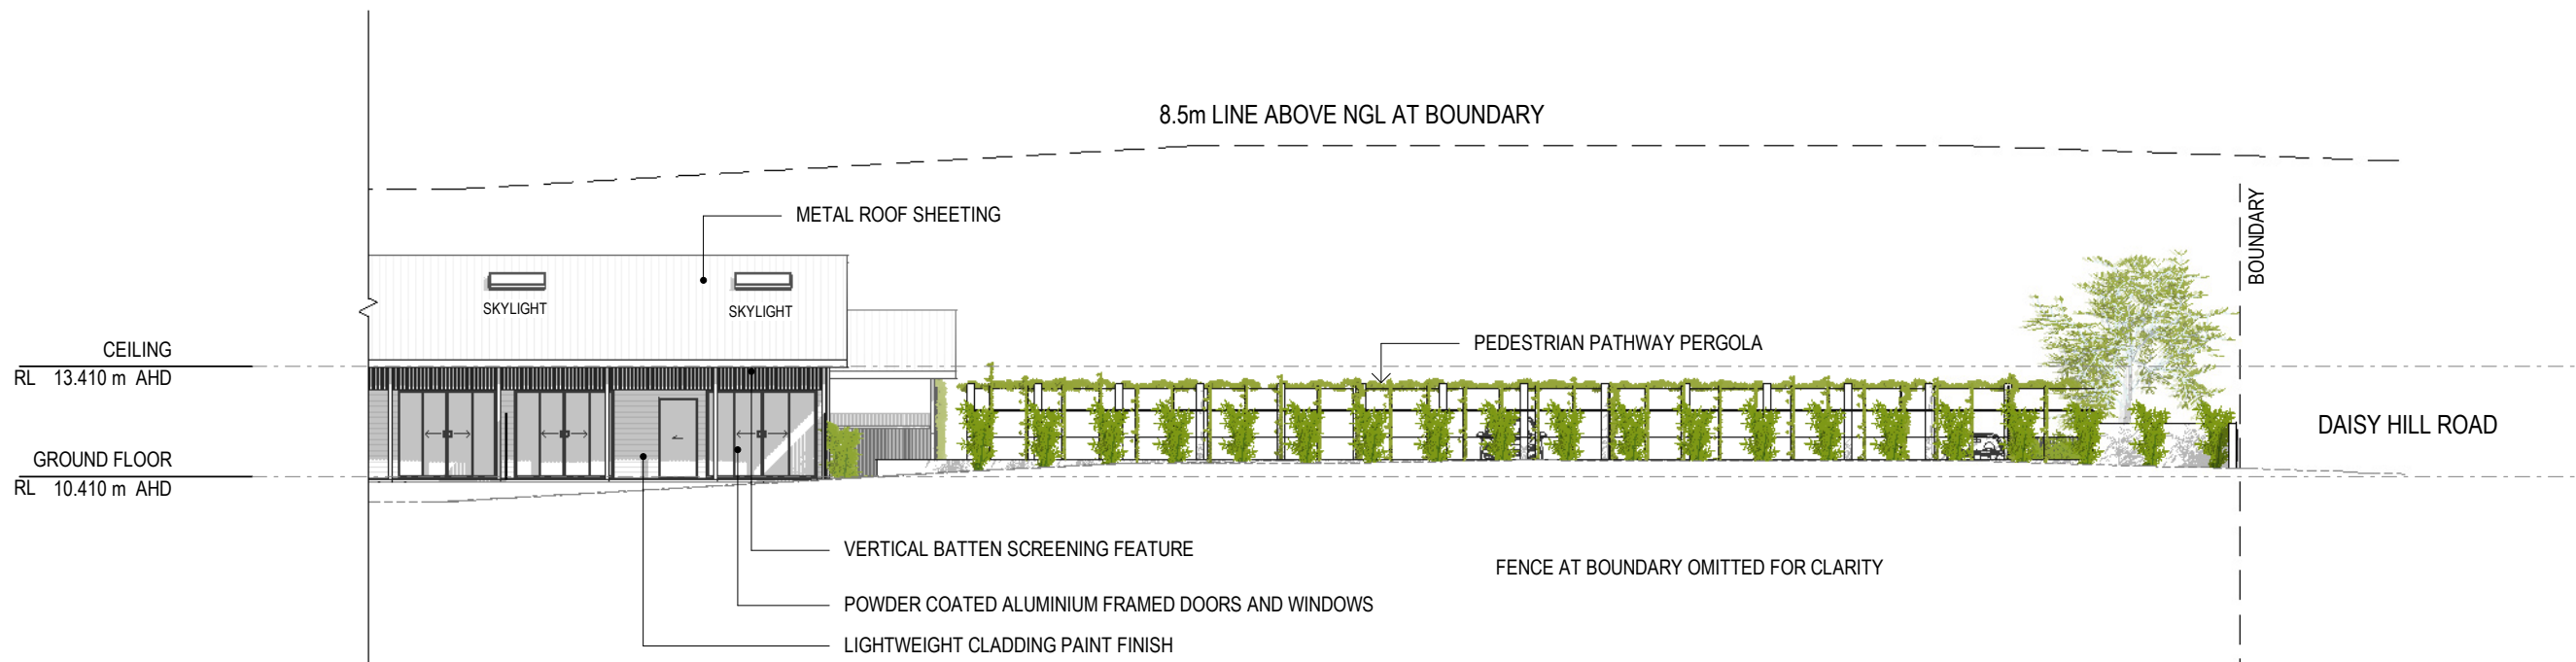 8.5m LINE ABOVE NGL AT BOUNDARY
BOUNDARY
METAL ROOF SHEETING
SKYLIGHT
SKYLIGHT
PEDESTRIAN PATHWAY PERGOLA
CEILING
RL 13.410 m AHD
DAISY HILL ROAD
GROUND FLOOR
RL 10.410 m AHD
VERTICAL BATTEN SCREENING FEATURE
FENCE AT BOUNDARY OMITTED FOR CLARITY
POWDER COATED ALUMINIUM FRAMED DOORS AND WINDOWS
LIGHTWEIGHT CLADDING PAINT FINISH